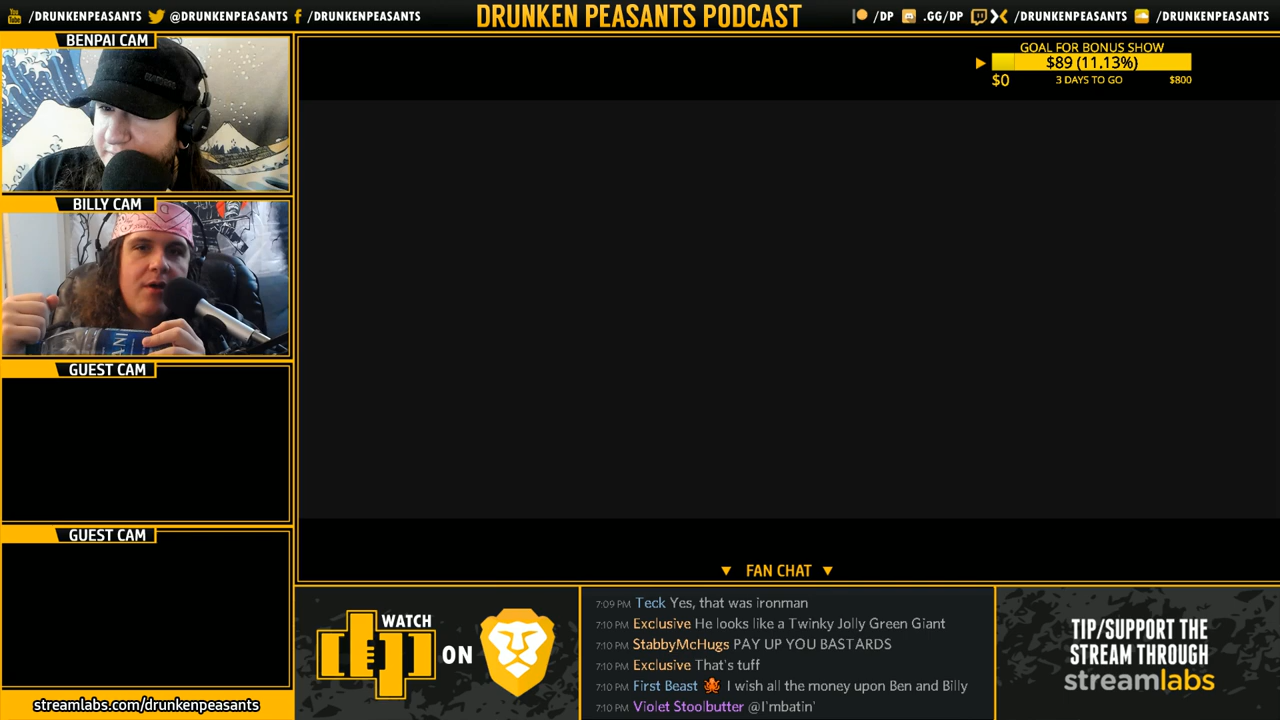 You Tube /DRUNKENPEASANTS @DRUNKENPEASANTS /DRUNKENPEASANTS
DRUNKEN PEASANTS PODCAST
/DP .GG/DP /DRUNKENPEASANTS /DRUNKENPEASANTS
BENPAI CAM
GOAL FOR BONUS SHOW
$89 (11.13%)
$0 3 DAYS TO GO $800
BILLY CAM
GUEST CAM
GUEST CAM
FAN CHAT
WATCH
ON
7:09 PM Teck Yes, that was ironman
7:10 PM Exclusive He looks like a Twinky Jolly Green Giant
7:10 PM StabbyMcHugs PAY UP YOU BASTARDS
7:10 PM Exclusive That's tuff
7:10 PM First Beast 🐙 I wish all the money upon Ben and Billy
7:10 PM Violet Stoolbutter @I'mbatin'
TIP/SUPPORT THE
STREAM THROUGH
streamlabs
streamlabs.com/drunkenpeasants